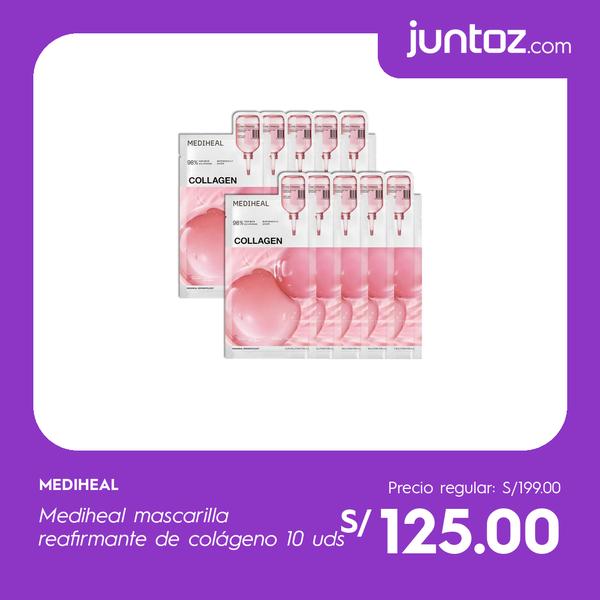 juntoz.com
MEDIHEAL
98%
COLLAGEN
MEDIHEAL
98%
COLLAGEN
MEDIHEAL
Precio regular: S/199.00
Mediheal mascarilla
reafirmante de colágeno 10 uds
S/ 125.00